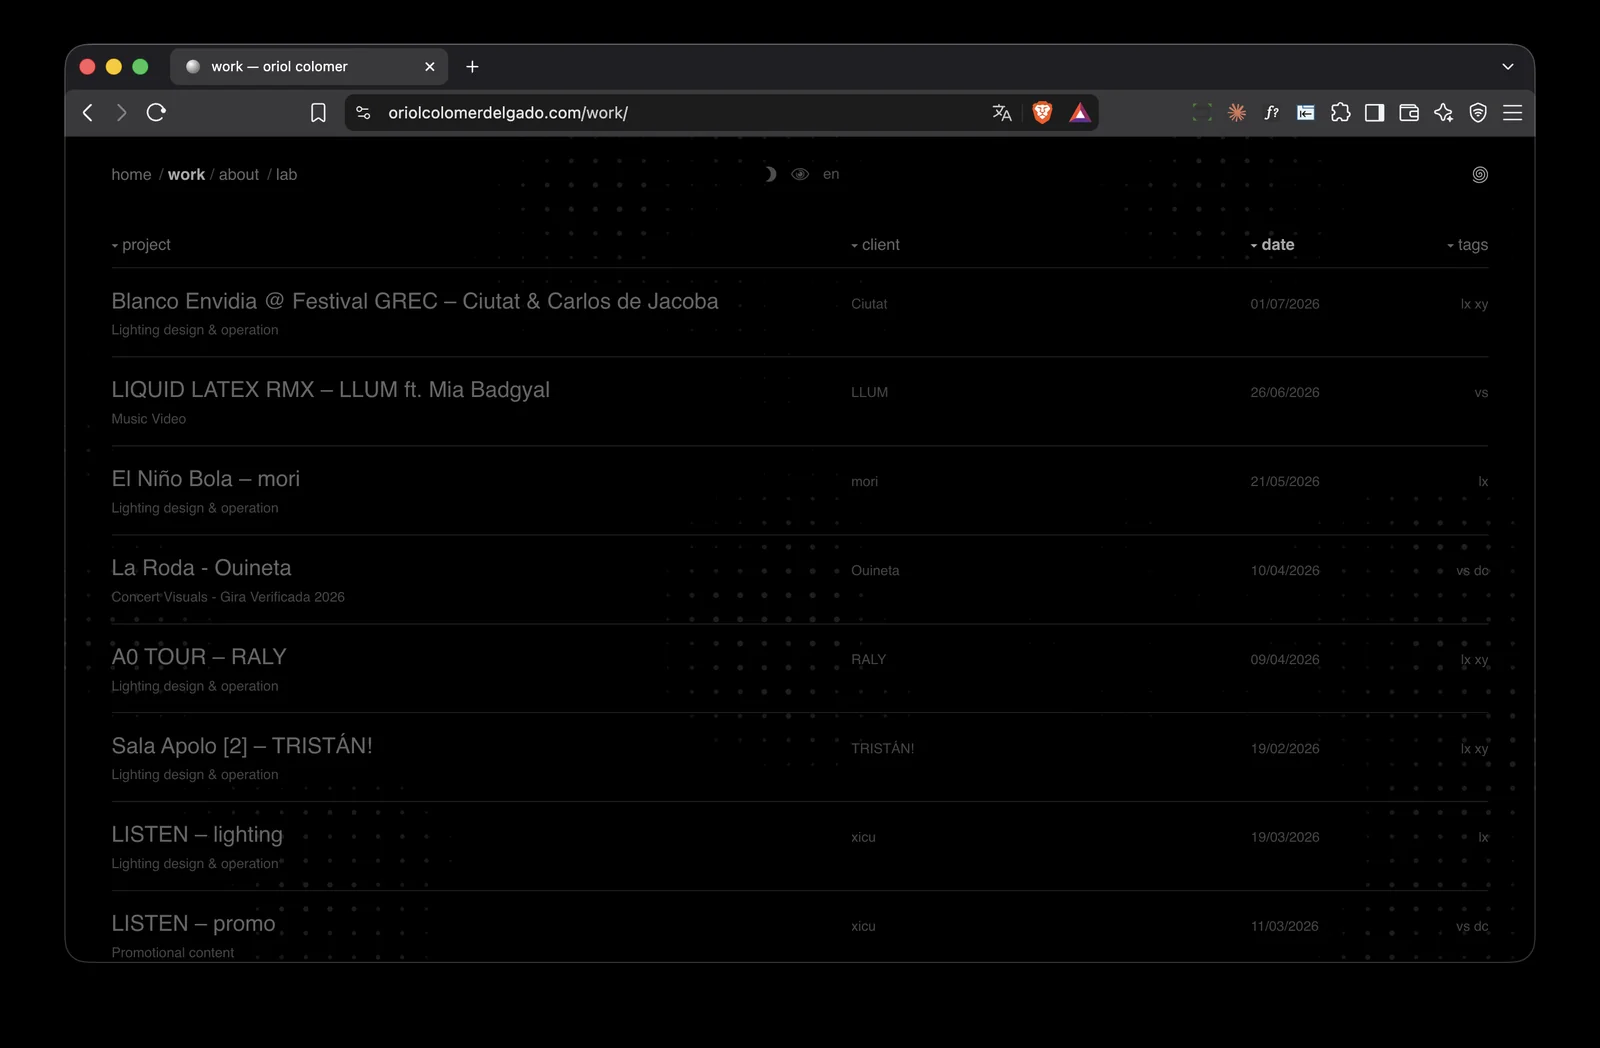 work — oriol colomer
oriolcolomerdelgado.com/work/
f?
home / work / about / lab
en
project client date tags
Blanco Envidia @ Festival GREC – Ciutat & Carlos de Jacoba Ciutat 01/07/2026 lx xy
Lighting design & operation
LIQUID LATEX RMX – LLUM ft. Mia Badgyal LLUM 26/06/2026 vs
Music Video
El Niño Bola – mori mori 21/05/2026 lx
Lighting design & operation
La Roda - Ouineta Ouineta 10/04/2026 vs dc
Concert Visuals - Gira Verificada 2026
A0 TOUR – RALY RALY 09/04/2026 lx xy
Lighting design & operation
Sala Apolo [2] – TRISTÁN! TRISTÁN! 19/02/2026 lx xy
Lighting design & operation
LISTEN – lighting xicu 19/03/2026 lx
Lighting design & operation
LISTEN – promo xicu 11/03/2026 vs dc
Promotional content